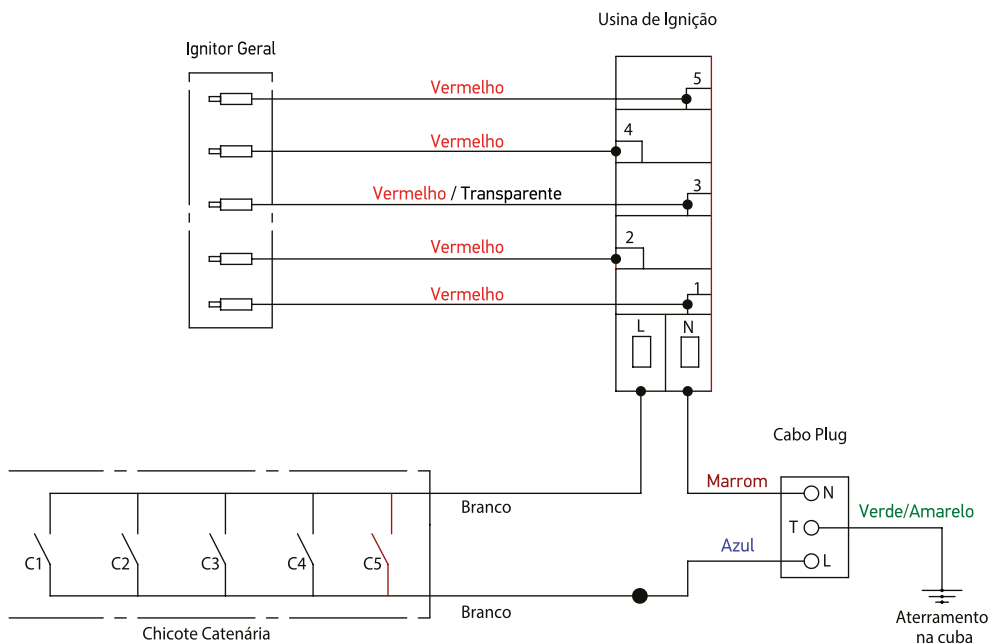 Usina de Ignição
Ignitor Geral
Vermelho
5
Vermelho
4
Vermelho / Transparente
3
Vermelho
2
Vermelho
1
L N
Cabo Plug
Marrom
N
Branco
Verde/Amarelo
T
Azul
L
C1 C2 C3 C4 C5
Branco
Aterramento
na cuba
Chicote Catenária